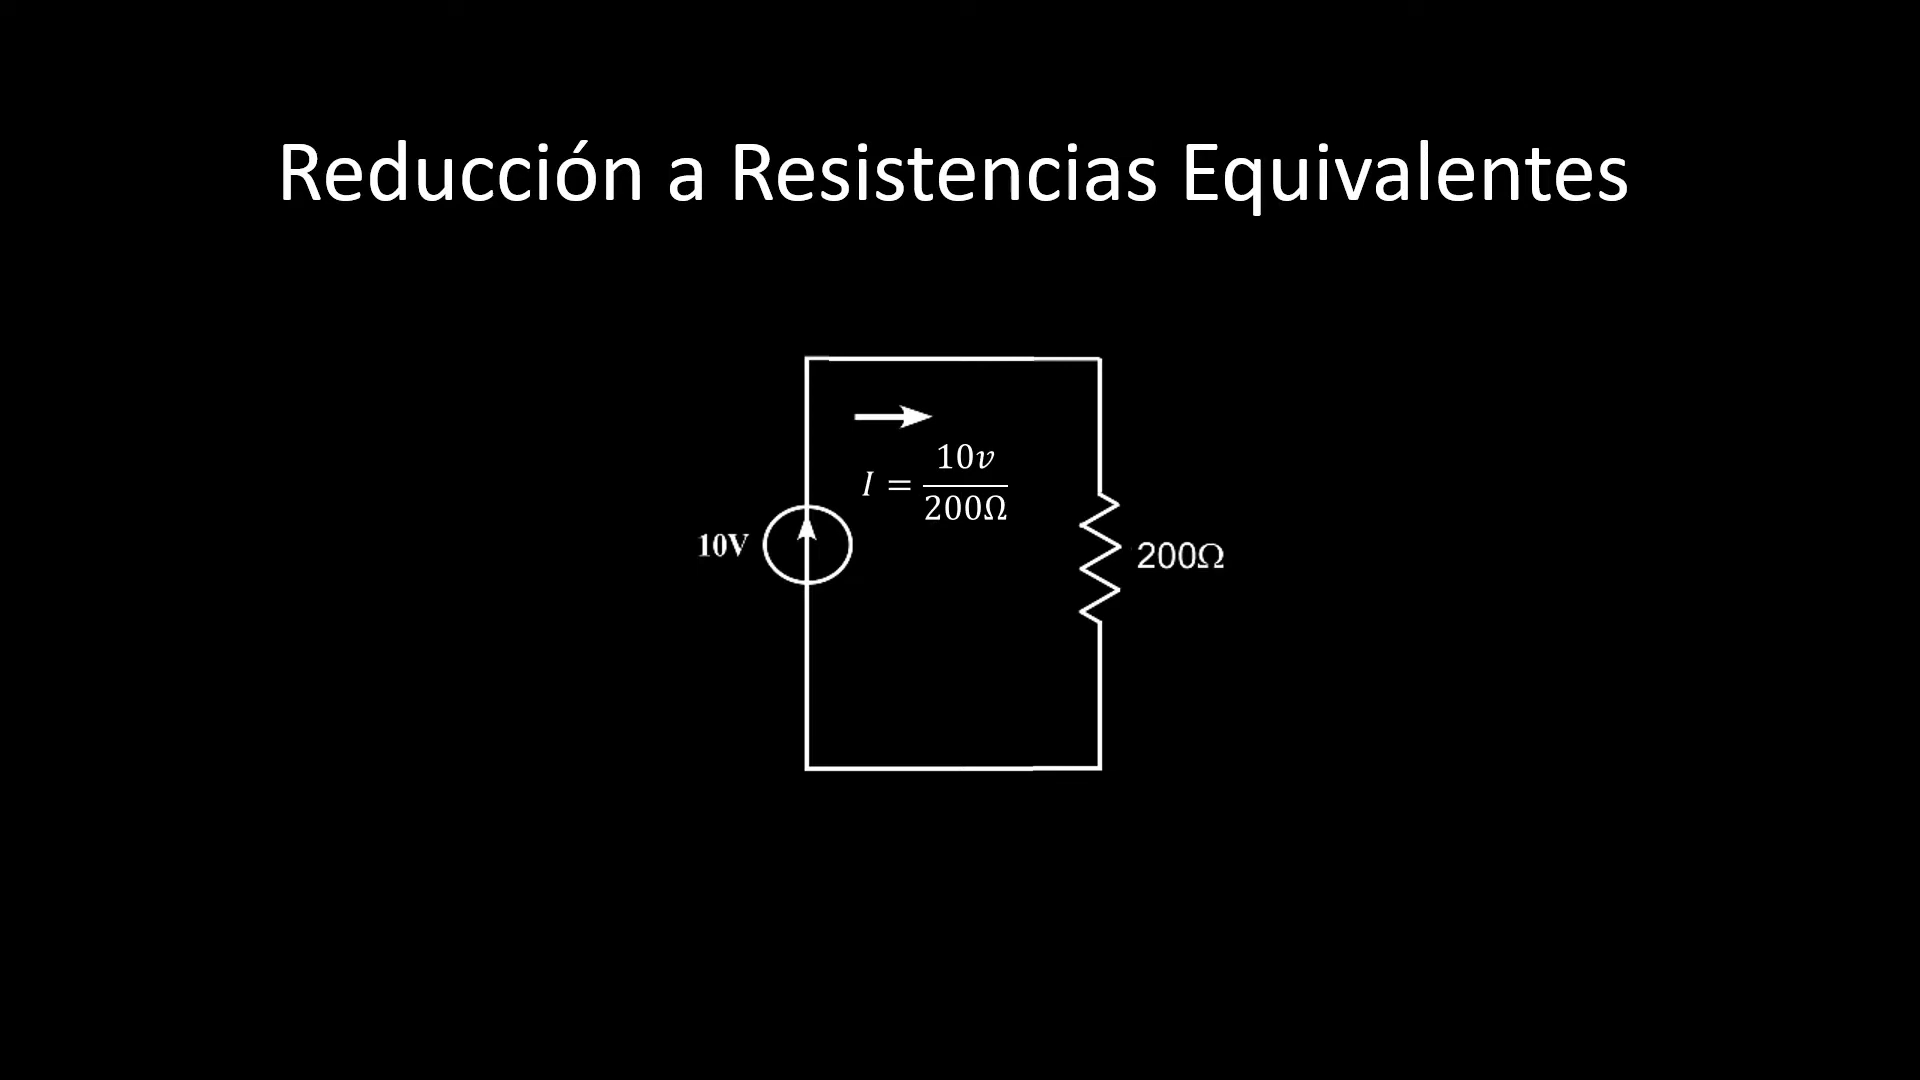 Reducción a Resistencias Equivalentes
I = 10v / 200Ω
10V
200Ω